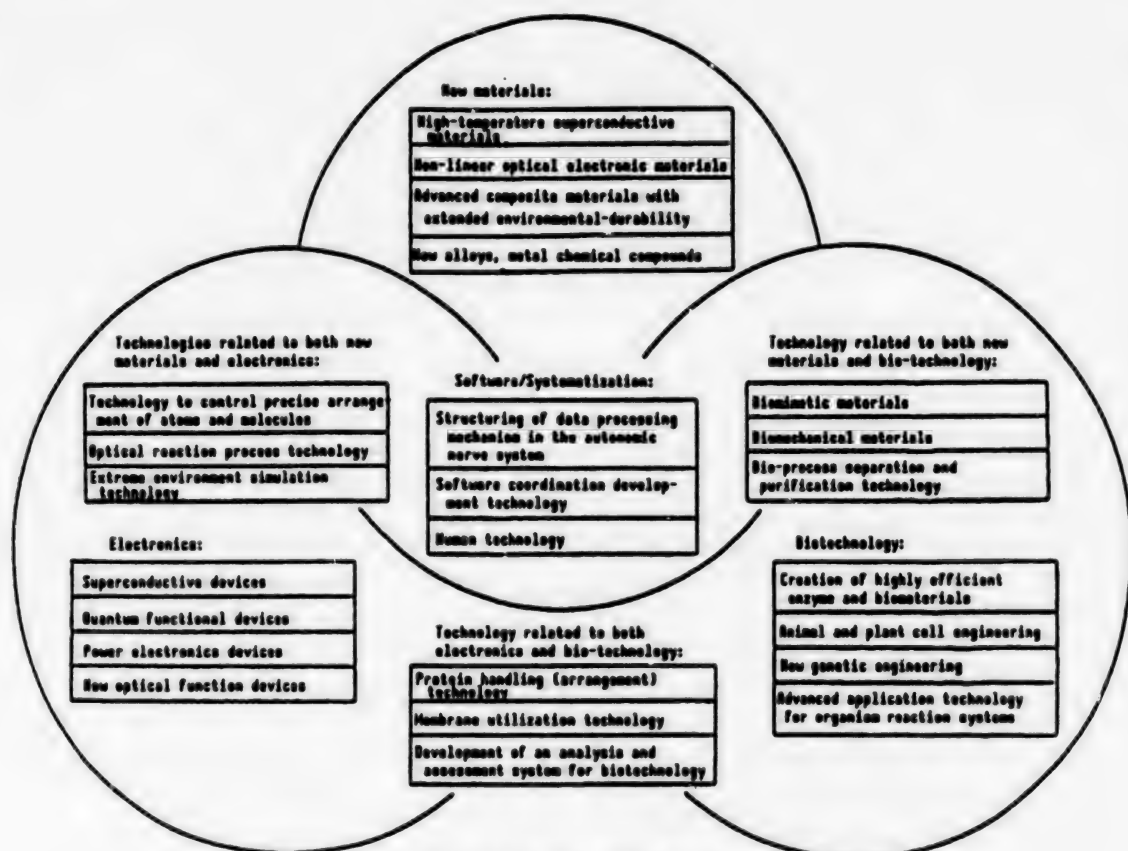 New materials:
High-temperature superconductive
materials
Non-linear optical electronic materials
Advanced composite materials with
extended environmental-durability
New alloys, metal chemical compounds
Technologies related to both new
materials and electronics:
Technology to control precise arrange
ment of atoms and molecules
Optical reaction process technology
Extreme environment simulation
technology
Software/Systematization:
Structuring of data processing
mechanism in the autonomic
nerve system
Software coordination develop-
ment technology
Human technology
Technology related to both new
materials and bio-technology:
Biomimetic materials
Biomechanical materials
Bio-process separation and
purification technology
Electronics:
Superconductive devices
Quantum functional devices
Power electronics devices
New optical function devices
Technology related to both
electronics and bio-technology:
Protein handling (arrangement)
technology
Membrane utilization technology
Development of an analysis and
assessment system for biotechnology
Biotechnology:
Creation of highly efficient
enzyme and biomaterials
Animal and plant cell engineering
New genetic engineering
Advanced application technology
for organism reaction systems